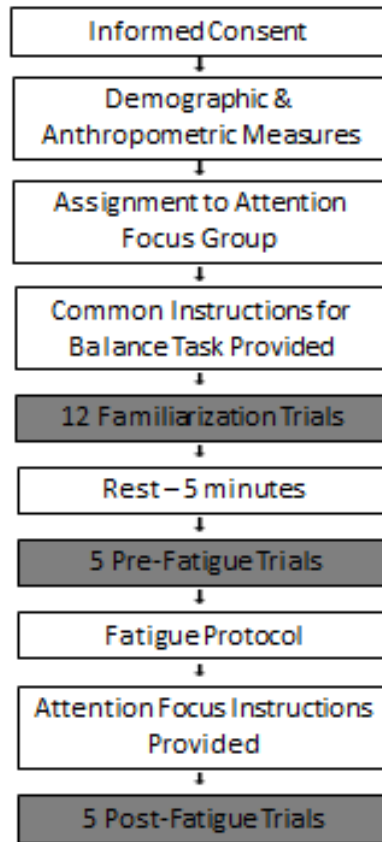 Informed Consent
Demographic &
Anthropometric Measures
Assignment to Attention
Focus Group
Common Instructions for
Balance Task Provided
12 Familiarization Trials
Rest – 5 minutes
5 Pre-Fatigue Trials
Fatigue Protocol
Attention Focus Instructions
Provided
5 Post-Fatigue Trials